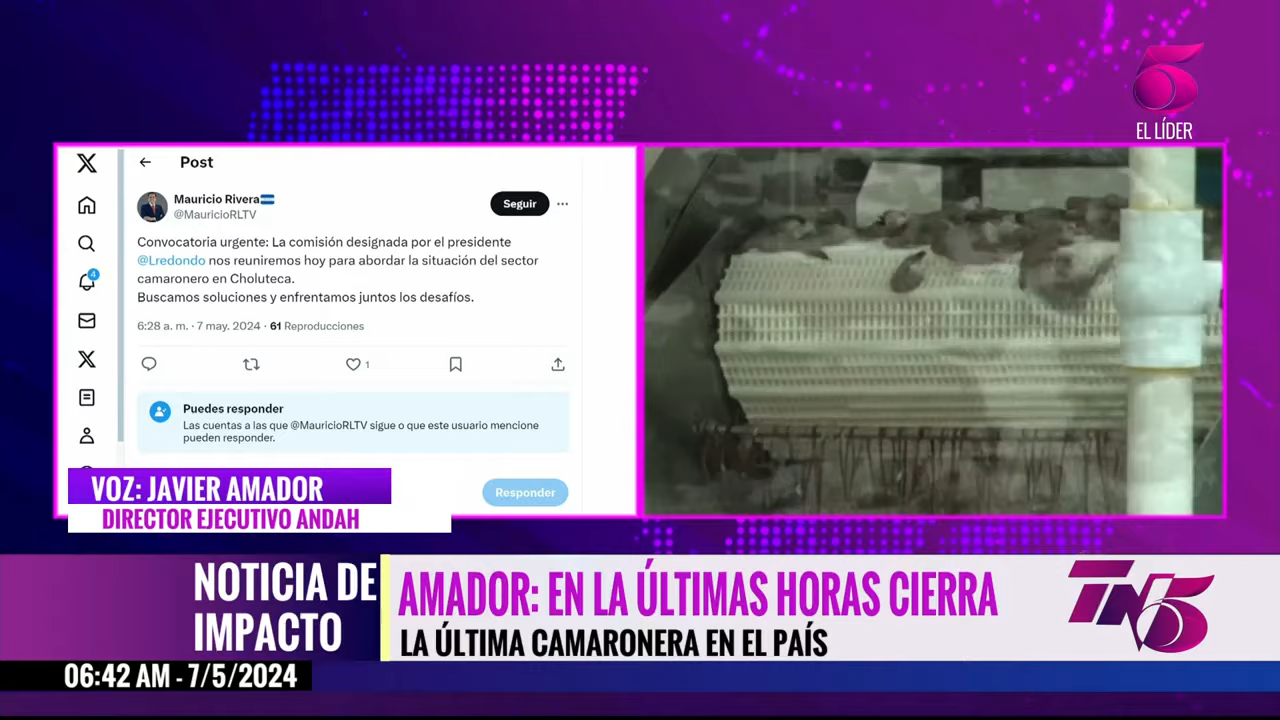 5
EL LÍDER
X
Post
Mauricio Rivera
@MauricioRLTV
Seguir
Convocatoria urgente: La comisión designada por el presidente
@Lredondo nos reuniremos hoy para abordar la situación del sector
camaronero en Choluteca.
Buscamos soluciones y enfrentamos juntos los desafíos.
6:28 a. m. · 7 may. 2024 · 61 Reproducciones
4
1
Puedes responder
Las cuentas a las que @MauricioRLTV sigue o que este usuario mencione
pueden responder.
Responder
VOZ: JAVIER AMADOR
DIRECTOR EJECUTIVO ANDAH
NOTICIA DE
IMPACTO
AMADOR: EN LA ÚLTIMAS HORAS CIERRA
LA ÚLTIMA CAMARONERA EN EL PAÍS
TN5
06:42 AM - 7/5/2024